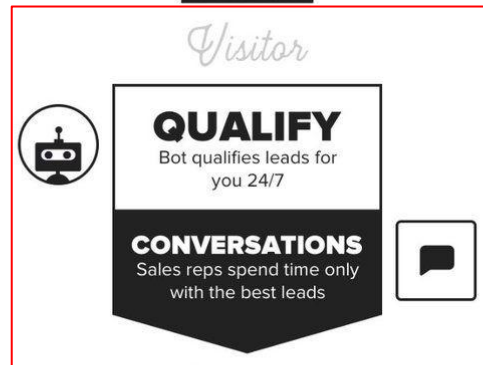 Visitor
QUALIFY
Bot qualifies leads for
you 24/7
CONVERSATIONS
Sales reps spend time only
with the best leads